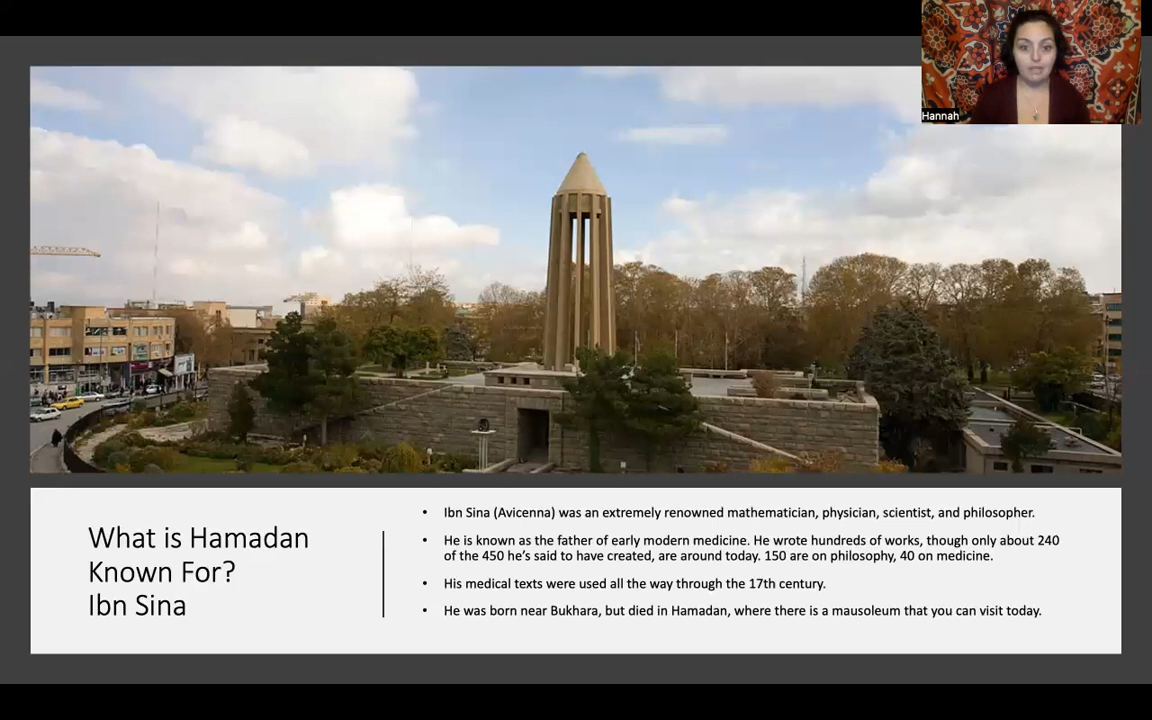 Hannah
What is Hamadan
Known For?
Ibn Sina
• Ibn Sina (Avicenna) was an extremely renowned mathematician, physician, scientist, and philosopher.
• He is known as the father of early modern medicine. He wrote hundreds of works, though only about 240
of the 450 he's said to have created, are around today. 150 are on philosophy, 40 on medicine.
• His medical texts were used all the way through the 17th century.
• He was born near Bukhara, but died in Hamadan, where there is a mausoleum that you can visit today.